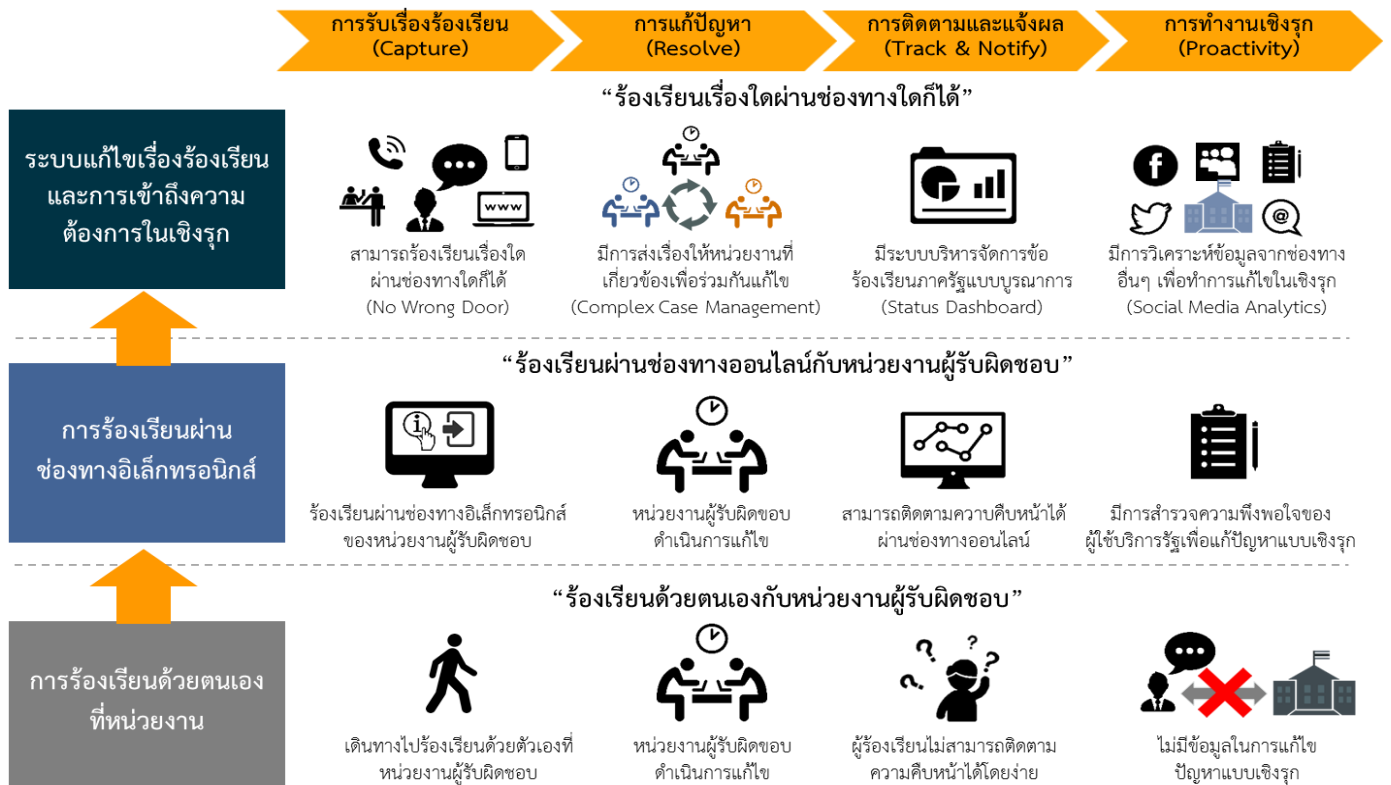 การรับเรื่องร้องเรียน
(Capture)
การแก้ปัญหา
(Resolve)
การติดตามและแจ้งผล
(Track & Notify)
การทำงานเชิงรุก
(Proactivity)
ระบบแก้ไขเรื่องร้องเรียน
และการเข้าถึงความ
ต้องการในเชิงรุก
“ร้องเรียนเรื่องใดผ่านช่องทางใดก็ได้”
www
f
@
สามารถร้องเรียนเรื่องใด
ผ่านช่องทางใดก็ได้
(No Wrong Door)
มีการส่งเรื่องให้หน่วยงานที่
เกี่ยวข้องเพื่อร่วมกันแก้ไข
(Complex Case Management)
มีระบบบริหารจัดการข้อ
ร้องเรียนภาครัฐแบบบูรณาการ
(Status Dashboard)
มีการวิเคราะห์ข้อมูลจากช่องทาง
อื่นๆ เพื่อทำการแก้ไขในเชิงรุก
(Social Media Analytics)
การร้องเรียนผ่าน
ช่องทางอิเล็กทรอนิกส์
“ร้องเรียนผ่านช่องทางออนไลน์กับหน่วยงานผู้รับผิดชอบ”
i
ร้องเรียนผ่านช่องทางอิเล็กทรอนิกส์
ของหน่วยงานผู้รับผิดชอบ
หน่วยงานผู้รับผิดขอบ
ดำเนินการแก้ไข
สามารถติดตามควาบคืบหน้าได้
ผ่านช่องทางออนไลน์
มีการสำรวจความพึงพอใจของ
ผู้ใช้บริการรัฐเพื่อแก้ปัญหาแบบเชิงรุก
การร้องเรียนด้วยตนเอง
ที่หน่วยงาน
“ร้องเรียนด้วยตนเองกับหน่วยงานผู้รับผิดชอบ”
? ? ? ?
เดินทางไปร้องเรียนด้วยตัวเองที่
หน่วยงานผู้รับผิดชอบ
หน่วยงานผู้รับผิดขอบ
ดำเนินการแก้ไข
ผู้ร้องเรียนไม่สามารถติดตาม
ความคืบหน้าได้โดยง่าย
ไม่มีข้อมูลในการแก้ไข
ปัญหาแบบเชิงรุก